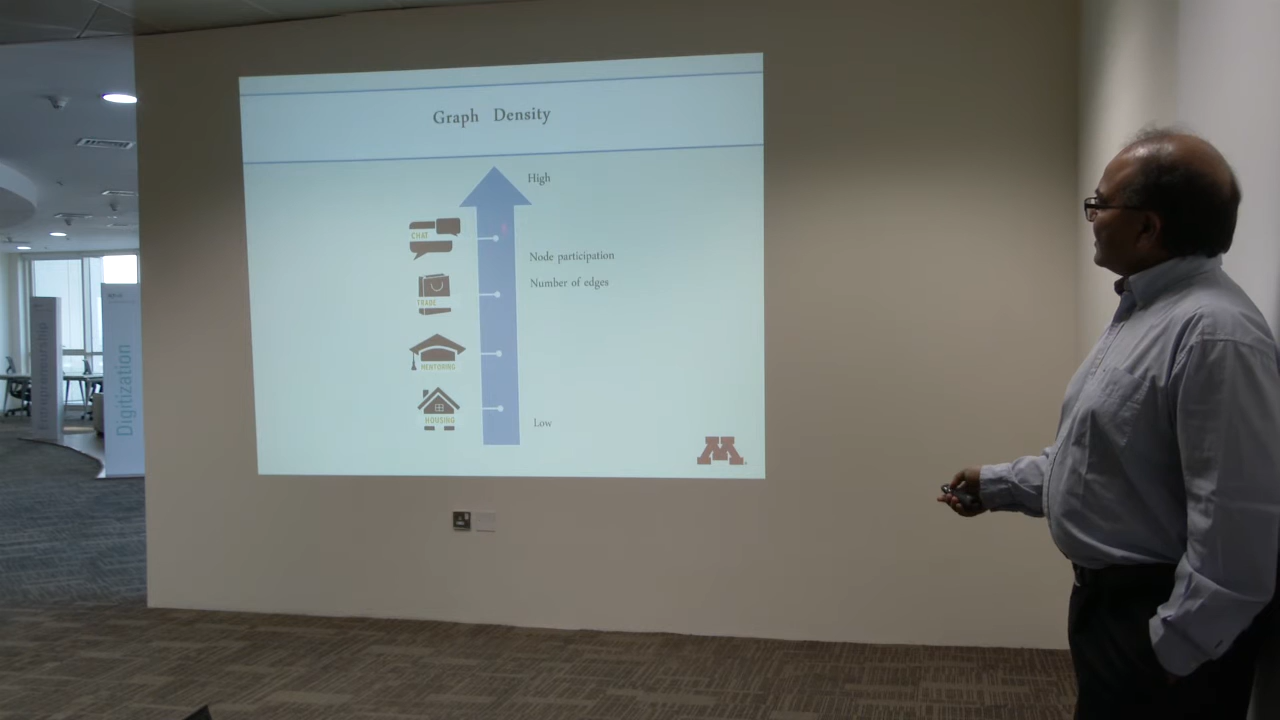 Graph Density
High
CHAT
Node participation
Number of edges
TRADE
MENTORING
HOUSING
Low
M
Digitization